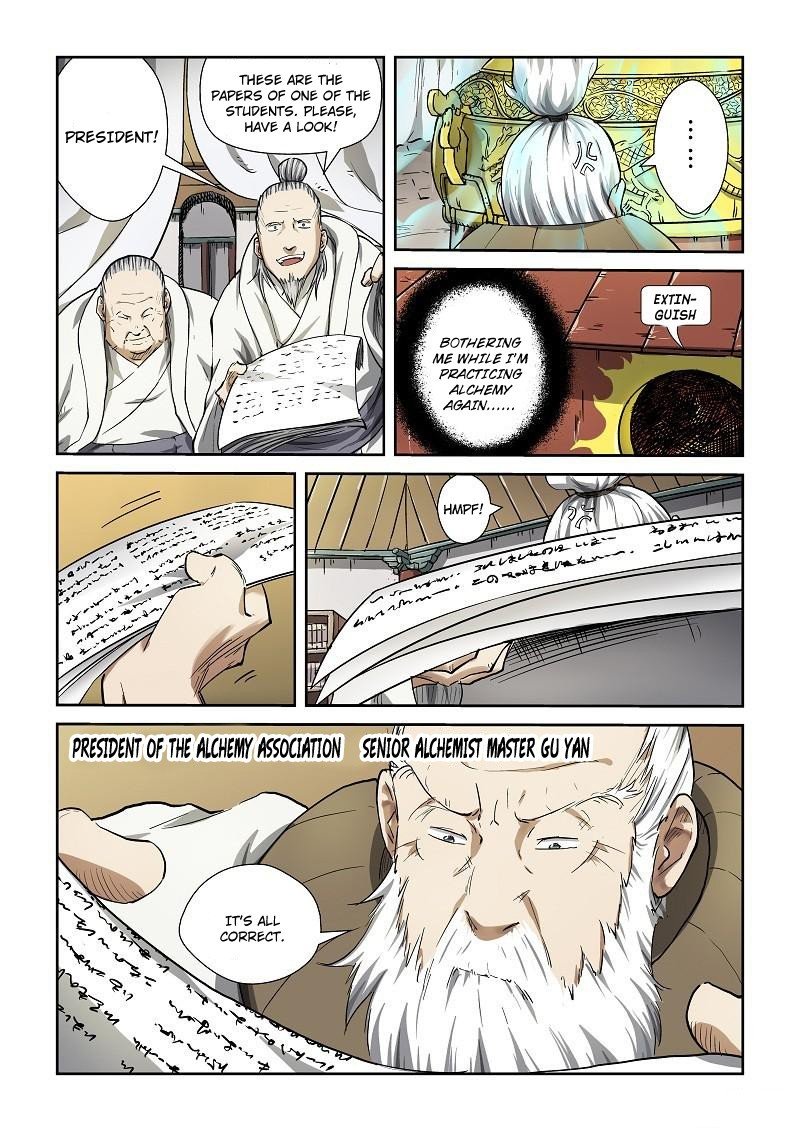 PRESIDENT!
THESE ARE THE
PAPERS OF ONE OF THE
STUDENTS. PLEASE,
HAVE A LOOK!
......
BOTHERING
ME WHILE I'M
PRACTICING
ALCHEMY
AGAIN......
EXTIN-
GUISH
HMPF!
PRESIDENT OF THE ALCHEMY ASSOCIATION SENIOR ALCHEMIST MASTER GU YAN
IT'S ALL
CORRECT.